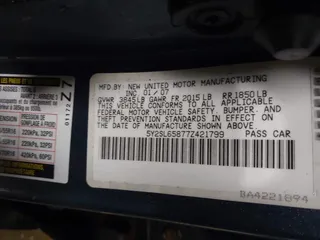 MFD. BY: NEW UNITED MOTOR MANUFACTURING
INC. 01/07
GVWR 3845LB GAWR FR 2015LB RR 1850LB
THIS VEHICLE CONFORMS TO ALL APPLICABLE
FEDERAL MOTOR VEHICLE SAFETY, BUMPER, AND
THEFT PREVENTION STANDARDS IN EFFECT ON
THE DATE OF MANUFACTURE SHOWN ABOVE.
5Y2SL65877Z421799 PASS CAR
BA4221894
01172
Z7